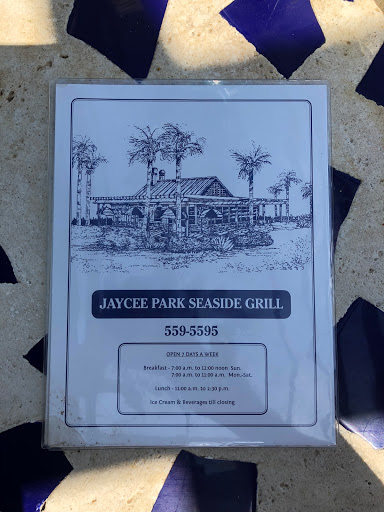 JAYCEE PARK SEASIDE GRILL
559-5595
OPEN 7 DAYS A WEEK
Breakfast - 7:00 a.m. to 12:00 noon Sun.
7:00 a.m. to 11:00 a.m. Mon.-Sat.
Lunch - 11:00 a.m. to 2:30 p.m.
Ice Cream & Beverages till closing